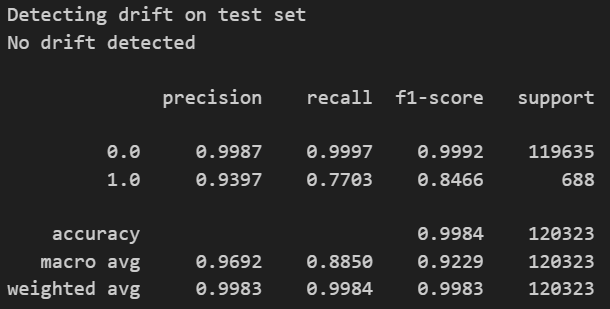 Detecting drift on test set
No drift detected
precision recall f1-score support
0.0 0.9987 0.9997 0.9992 119635
1.0 0.9397 0.7703 0.8466 688
accuracy 0.9984 120323
macro avg 0.9692 0.8850 0.9229 120323
weighted avg 0.9983 0.9984 0.9983 120323